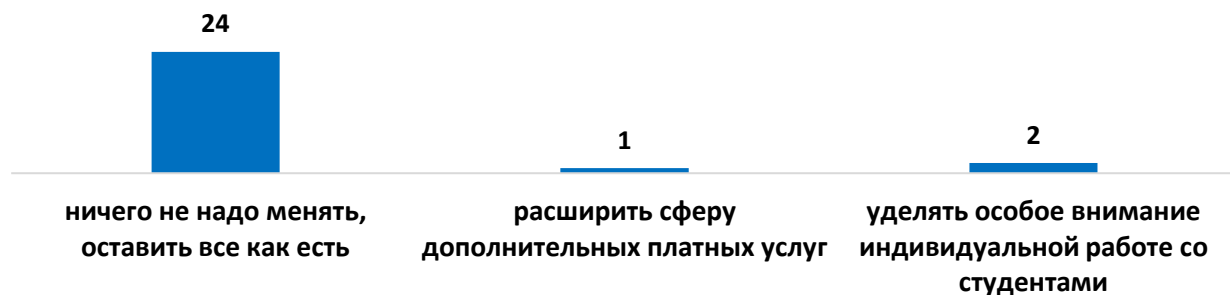 24
1
2
ничего не надо менять,
оставить все как есть
расширить сферу
дополнительных платных услуг
уделять особое внимание
индивидуальной работе со
студентами